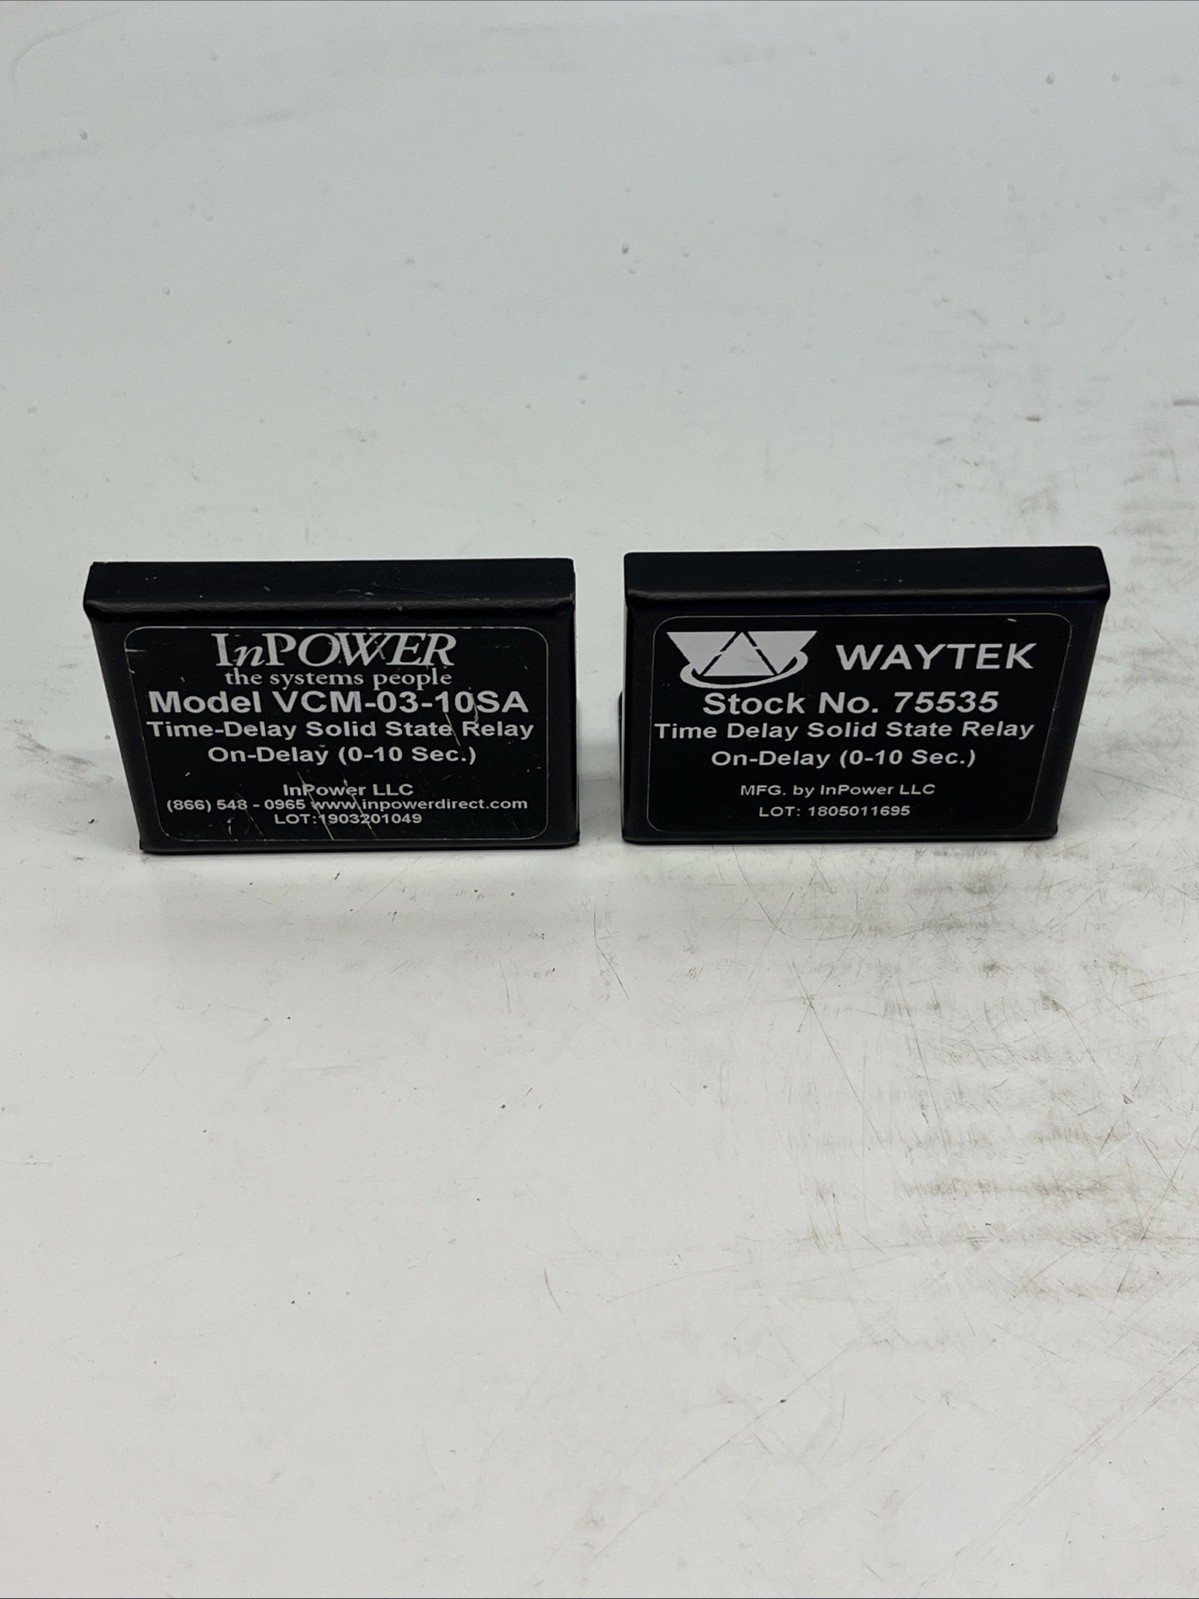 InPOWER
the systems people
Model VCM-03-10SA
Time-Delay Solid State Relay
On-Delay (0-10 Sec.)
InPower LLC
(866) 548 - 0965 www.inpowerdirect.com
LOT:1903201049
WAYTEK
Stock No. 75535
Time Delay Solid State Relay
On-Delay (0-10 Sec.)
MFG. by InPower LLC
LOT: 1805011695